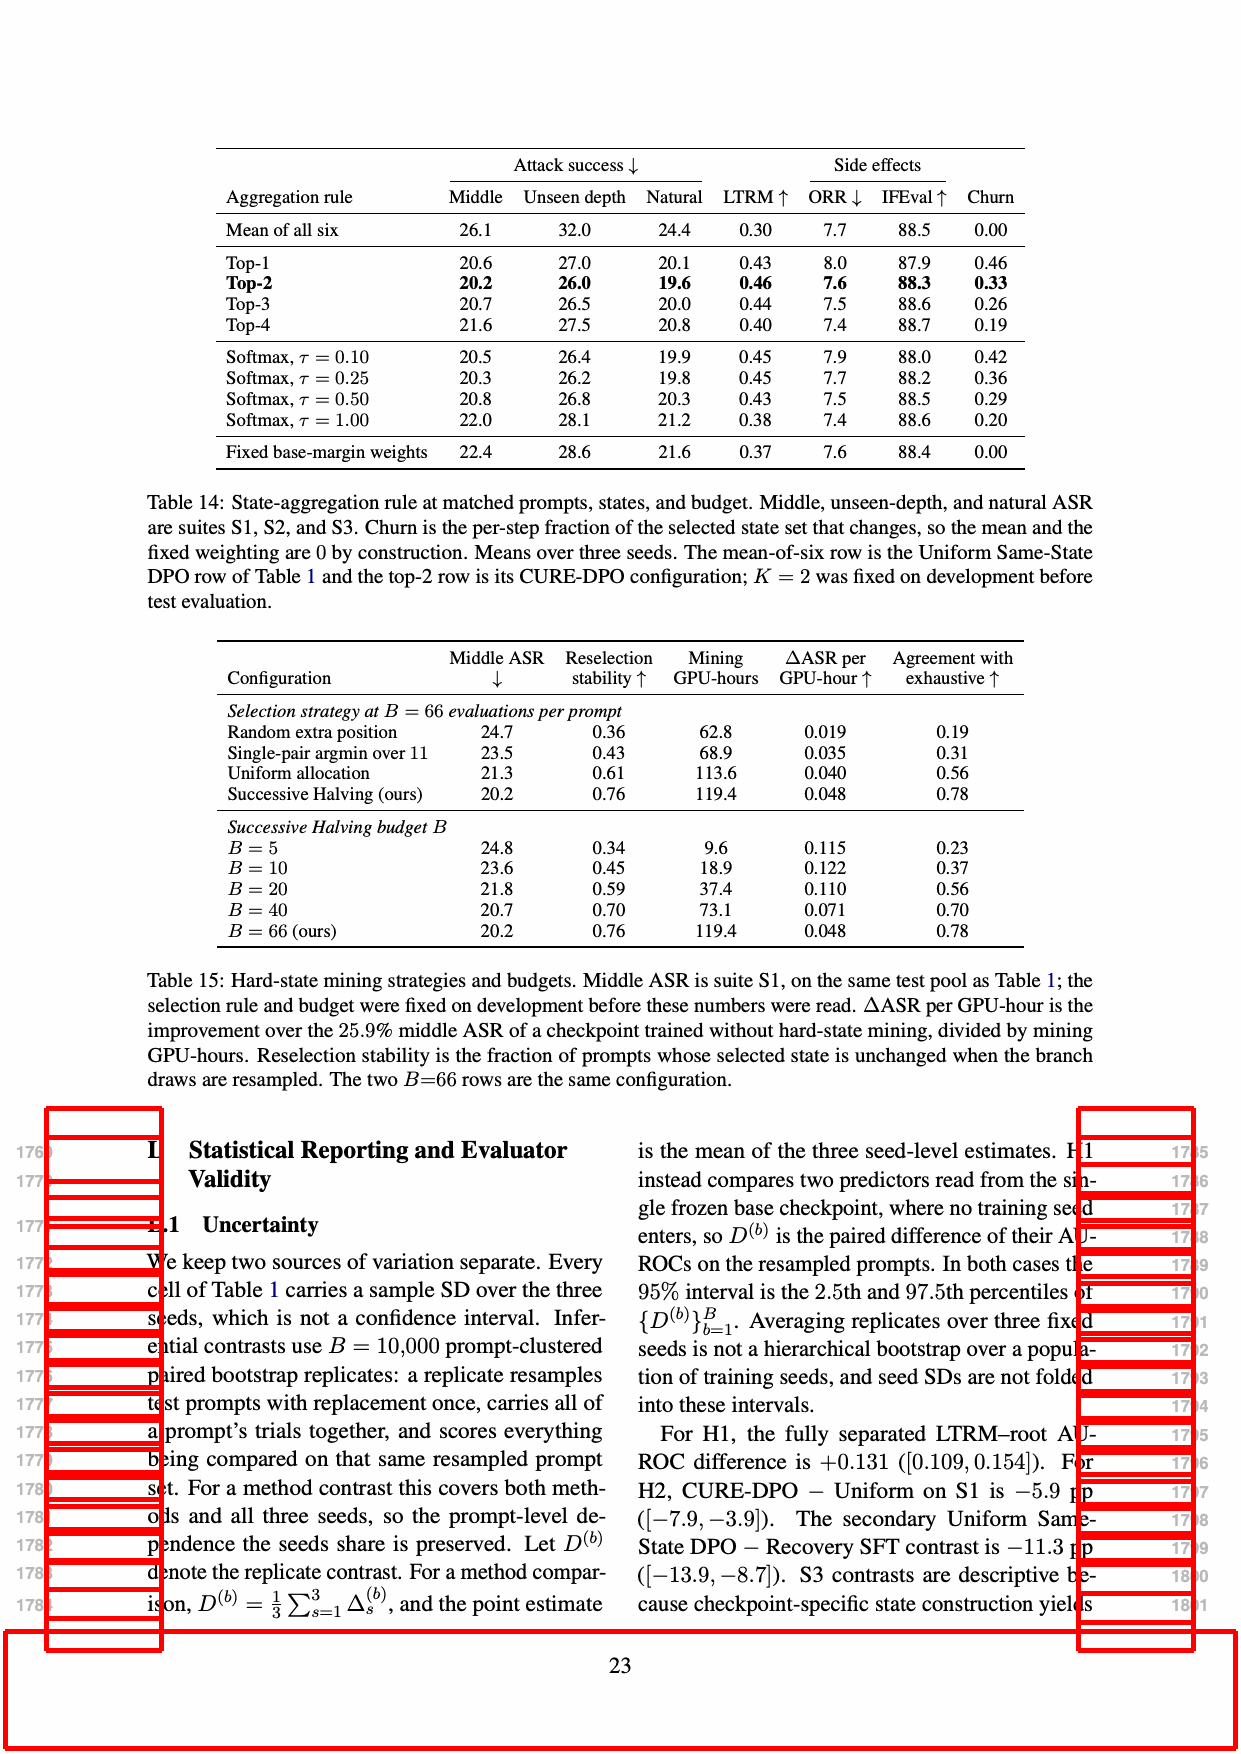 Attack success ↓ Side effects
Aggregation rule Middle Unseen depth Natural LTRM ↑ ORR ↓ IFEval ↑ Churn
Mean of all six 26.1 32.0 24.4 0.30 7.7 88.5 0.00
Top-1 20.6 27.0 20.1 0.43 8.0 87.9 0.46
Top-2 20.2 26.0 19.6 0.46 7.6 88.3 0.33
Top-3 20.7 26.5 20.0 0.44 7.5 88.6 0.26
Top-4 21.6 27.5 20.8 0.40 7.4 88.7 0.19
Softmax, τ = 0.10 20.5 26.4 19.9 0.45 7.9 88.0 0.42
Softmax, τ = 0.25 20.3 26.2 19.8 0.45 7.7 88.2 0.36
Softmax, τ = 0.50 20.8 26.8 20.3 0.43 7.5 88.5 0.29
Softmax, τ = 1.00 22.0 28.1 21.2 0.38 7.4 88.6 0.20
Fixed base-margin weights 22.4 28.6 21.6 0.37 7.6 88.4 0.00
Table 14: State-aggregation rule at matched prompts, states, and budget. Middle, unseen-depth, and natural ASR
are suites S1, S2, and S3. Churn is the per-step fraction of the selected state set that changes, so the mean and the
fixed weighting are 0 by construction. Means over three seeds. The mean-of-six row is the Uniform Same-State
DPO row of Table 1 and the top-2 row is its CURE-DPO configuration; K = 2 was fixed on development before
test evaluation.
Middle ASR Reselection Mining ΔASR per Agreement with
Configuration ↓ stability ↑ GPU-hours GPU-hour ↑ exhaustive ↑
Selection strategy at B = 66 evaluations per prompt
Random extra position 24.7 0.36 62.8 0.019 0.19
Single-pair argmin over 11 23.5 0.43 68.9 0.035 0.31
Uniform allocation 21.3 0.61 113.6 0.040 0.56
Successive Halving (ours) 20.2 0.76 119.4 0.048 0.78
Successive Halving budget B
B = 5 24.8 0.34 9.6 0.115 0.23
B = 10 23.6 0.45 18.9 0.122 0.37
B = 20 21.8 0.59 37.4 0.110 0.56
B = 40 20.7 0.70 73.1 0.071 0.70
B = 66 (ours) 20.2 0.76 119.4 0.048 0.78
Table 15: Hard-state mining strategies and budgets. Middle ASR is suite S1, on the same test pool as Table 1; the
selection rule and budget were fixed on development before these numbers were read. ΔASR per GPU-hour is the
improvement over the 25.9% middle ASR of a checkpoint trained without hard-state mining, divided by mining
GPU-hours. Reselection stability is the fraction of prompts whose selected state is unchanged when the branch
draws are resampled. The two B=66 rows are the same configuration.
Statistical Reporting and Evaluator
Validity
.1 Uncertainty
We keep two sources of variation separate. Every
cell of Table 1 carries a sample SD over the three
seeds, which is not a confidence interval. Infer-
ential contrasts use B = 10,000 prompt-clustered
paired bootstrap replicates: a replicate resamples
test prompts with replacement once, carries all of
a prompt's trials together, and scores everything
being compared on that same resampled prompt
set. For a method contrast this covers both meth-
ods and all three seeds, so the prompt-level de-
pendence the seeds share is preserved. Let D^(b)
denote the replicate contrast. For a method compar-
ison, D^(b) = 1/3 ∑_{s=1}^{3} Δ_s^(b), and the point estimate
is the mean of the three seed-level estimates. H1
instead compares two predictors read from the sin-
gle frozen base checkpoint, where no training seed
enters, so D^(b) is the paired difference of their AU-
ROCs on the resampled prompts. In both cases the
95% interval is the 2.5th and 97.5th percentiles of
{D^(b)}_{b=1}^{B}. Averaging replicates over three fixed
seeds is not a hierarchical bootstrap over a popula-
tion of training seeds, and seed SDs are not folded
into these intervals.
For H1, the fully separated LTRM–root AU-
ROC difference is +0.131 ([0.109, 0.154]). For
H2, CURE-DPO − Uniform on S1 is −5.9 pp
([−7.9, −3.9]). The secondary Uniform Same-
State DPO − Recovery SFT contrast is −11.3 pp
([−13.9, −8.7]). S3 contrasts are descriptive be-
cause checkpoint-specific state construction yields
23